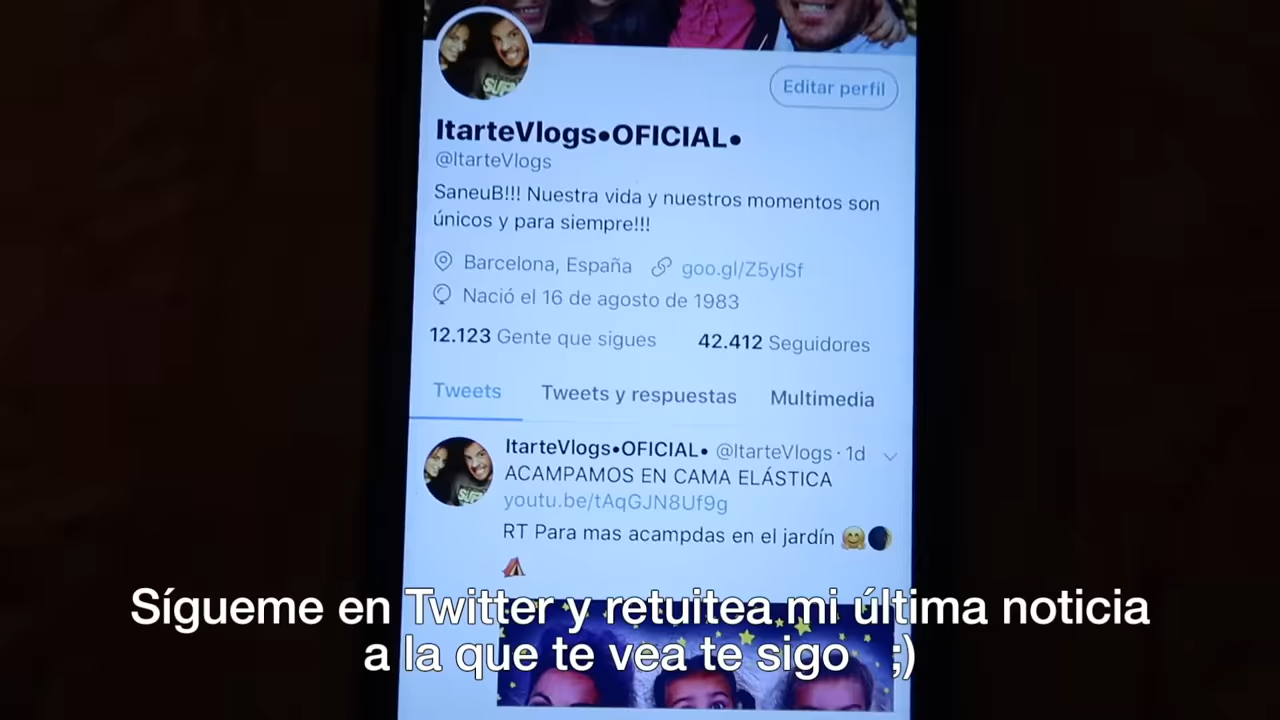 Editar perfil
ItarteVlogs•OFICIAL•
@ItarteVlogs
SaneuB!!! Nuestra vida y nuestros momentos son
únicos y para siempre!!!
Barcelona, España goo.gl/Z5yISf
Nació el 16 de agosto de 1983
12.123 Gente que sigues 42.412 Seguidores
Tweets Tweets y respuestas Multimedia
ItarteVlogs•OFICIAL• @ItarteVlogs · 1d
ACAMPAMOS EN CAMA ELÁSTICA
youtu.be/tAqGJN8Uf9g
RT Para mas acampdas en el jardín 🤗🌒
⛺
Sígueme en Twitter y retuitea mi última noticia
a la que te vea te sigo ;)